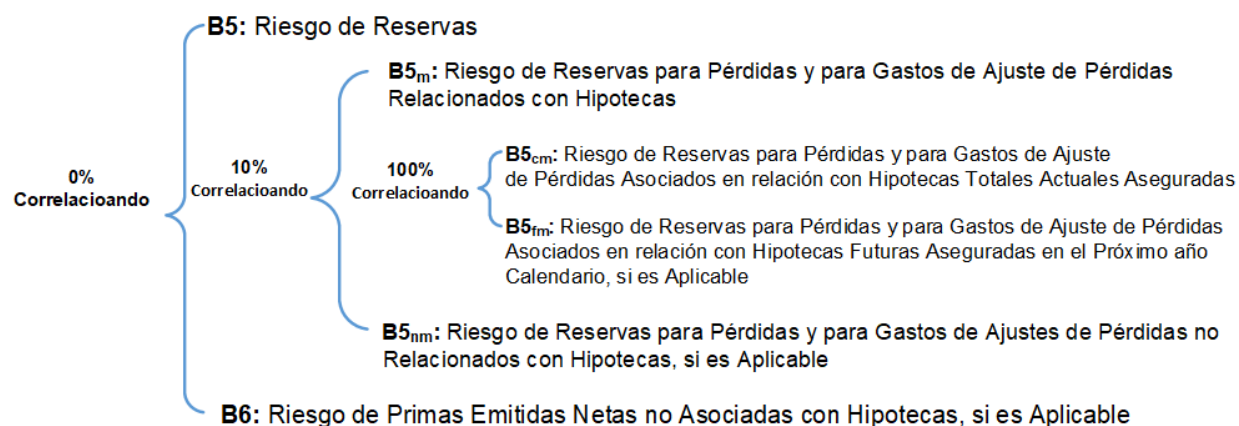 B5: Riesgo de Reservas
B5m: Riesgo de Reservas para Pérdidas y para Gastos de Ajuste de Pérdidas
Relacionados con Hipotecas
0%
Correlacioando
10%
Correlacioando
100%
Correlacioando
B5cm: Riesgo de Reservas para Pérdidas y para Gastos de Ajuste
de Pérdidas Asociados en relación con Hipotecas Totales Actuales Aseguradas
B5fm: Riesgo de Reservas para Pérdidas y para Gastos de Ajuste de Pérdidas
Asociados en relación con Hipotecas Futuras Aseguradas en el Próximo año
Calendario, si es Aplicable
B5nm: Riesgo de Reservas para Pérdidas y para Gastos de Ajustes de Pérdidas no
Relacionados con Hipotecas, si es Aplicable
B6: Riesgo de Primas Emitidas Netas no Asociadas con Hipotecas, si es Aplicable